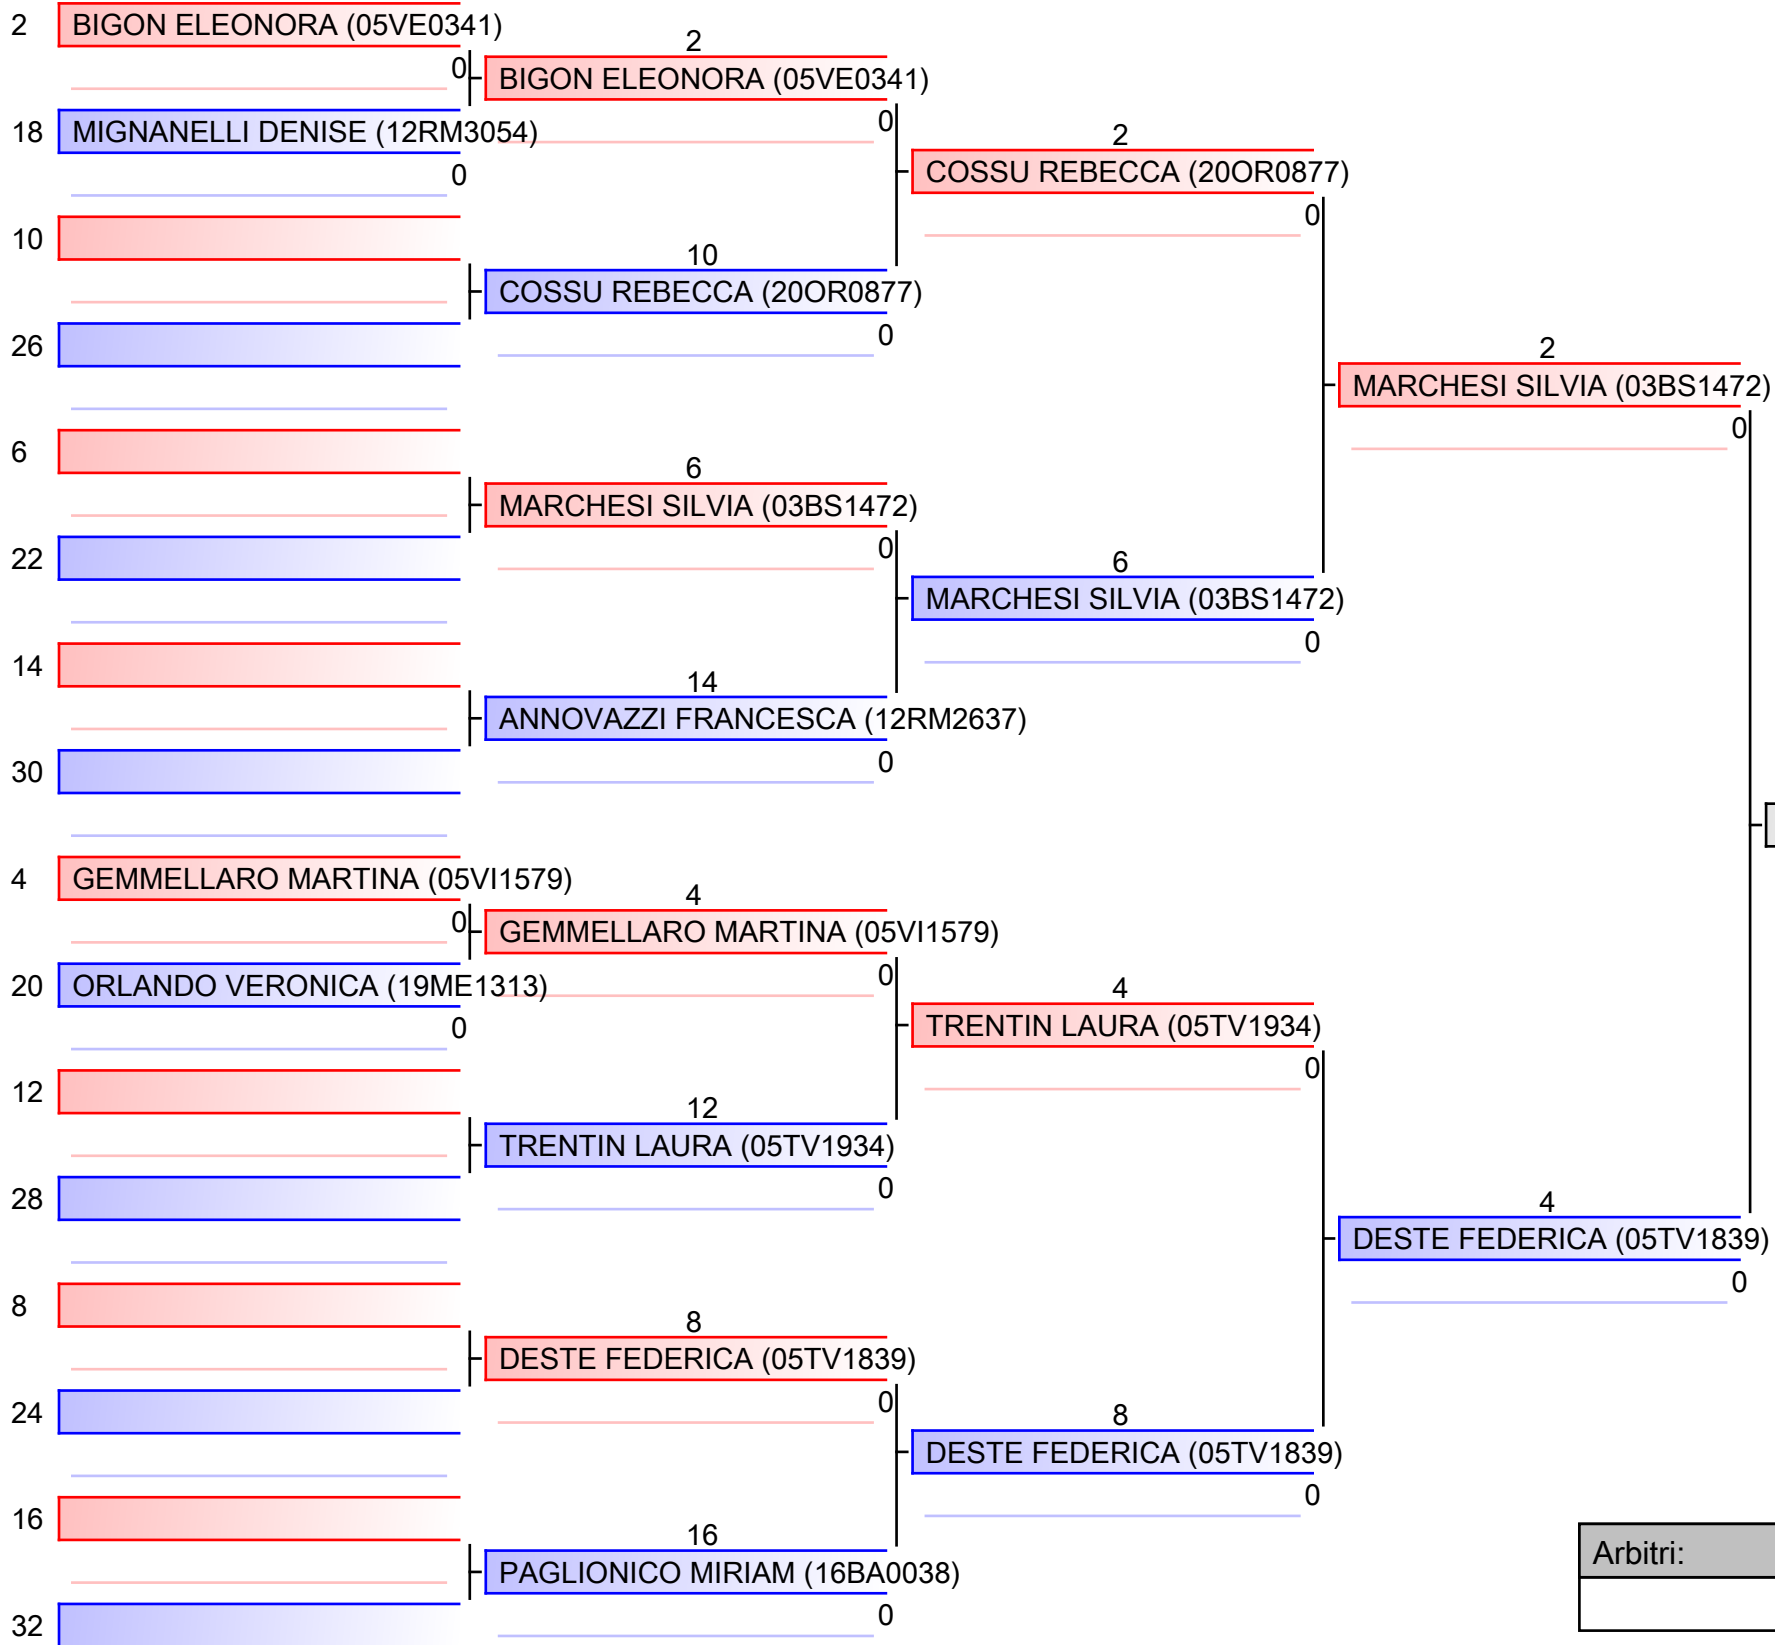 2 BIGON ELEONORA (05VE0341)
0
2
BIGON ELEONORA (05VE0341)
0
18 MIGNANELLI DENISE (12RM3054)
0
2
COSSU REBECCA (20OR0877)
0
10
10
COSSU REBECCA (20OR0877)
0
26
2
MARCHESI SILVIA (03BS1472)
0
6
6
MARCHESI SILVIA (03BS1472)
0
22
6
MARCHESI SILVIA (03BS1472)
0
14
14
ANNOVAZZI FRANCESCA (12RM2637)
0
30
4 GEMMELLARO MARTINA (05VI1579)
0
4
GEMMELLARO MARTINA (05VI1579)
0
20 ORLANDO VERONICA (19ME1313)
0
4
TRENTIN LAURA (05TV1934)
0
12
12
TRENTIN LAURA (05TV1934)
0
28
4
DESTE FEDERICA (05TV1839)
0
8
8
DESTE FEDERICA (05TV1839)
0
24
8
DESTE FEDERICA (05TV1839)
0
16
16
PAGLIONICO MIRIAM (16BA0038)
0
32
Arbitri: